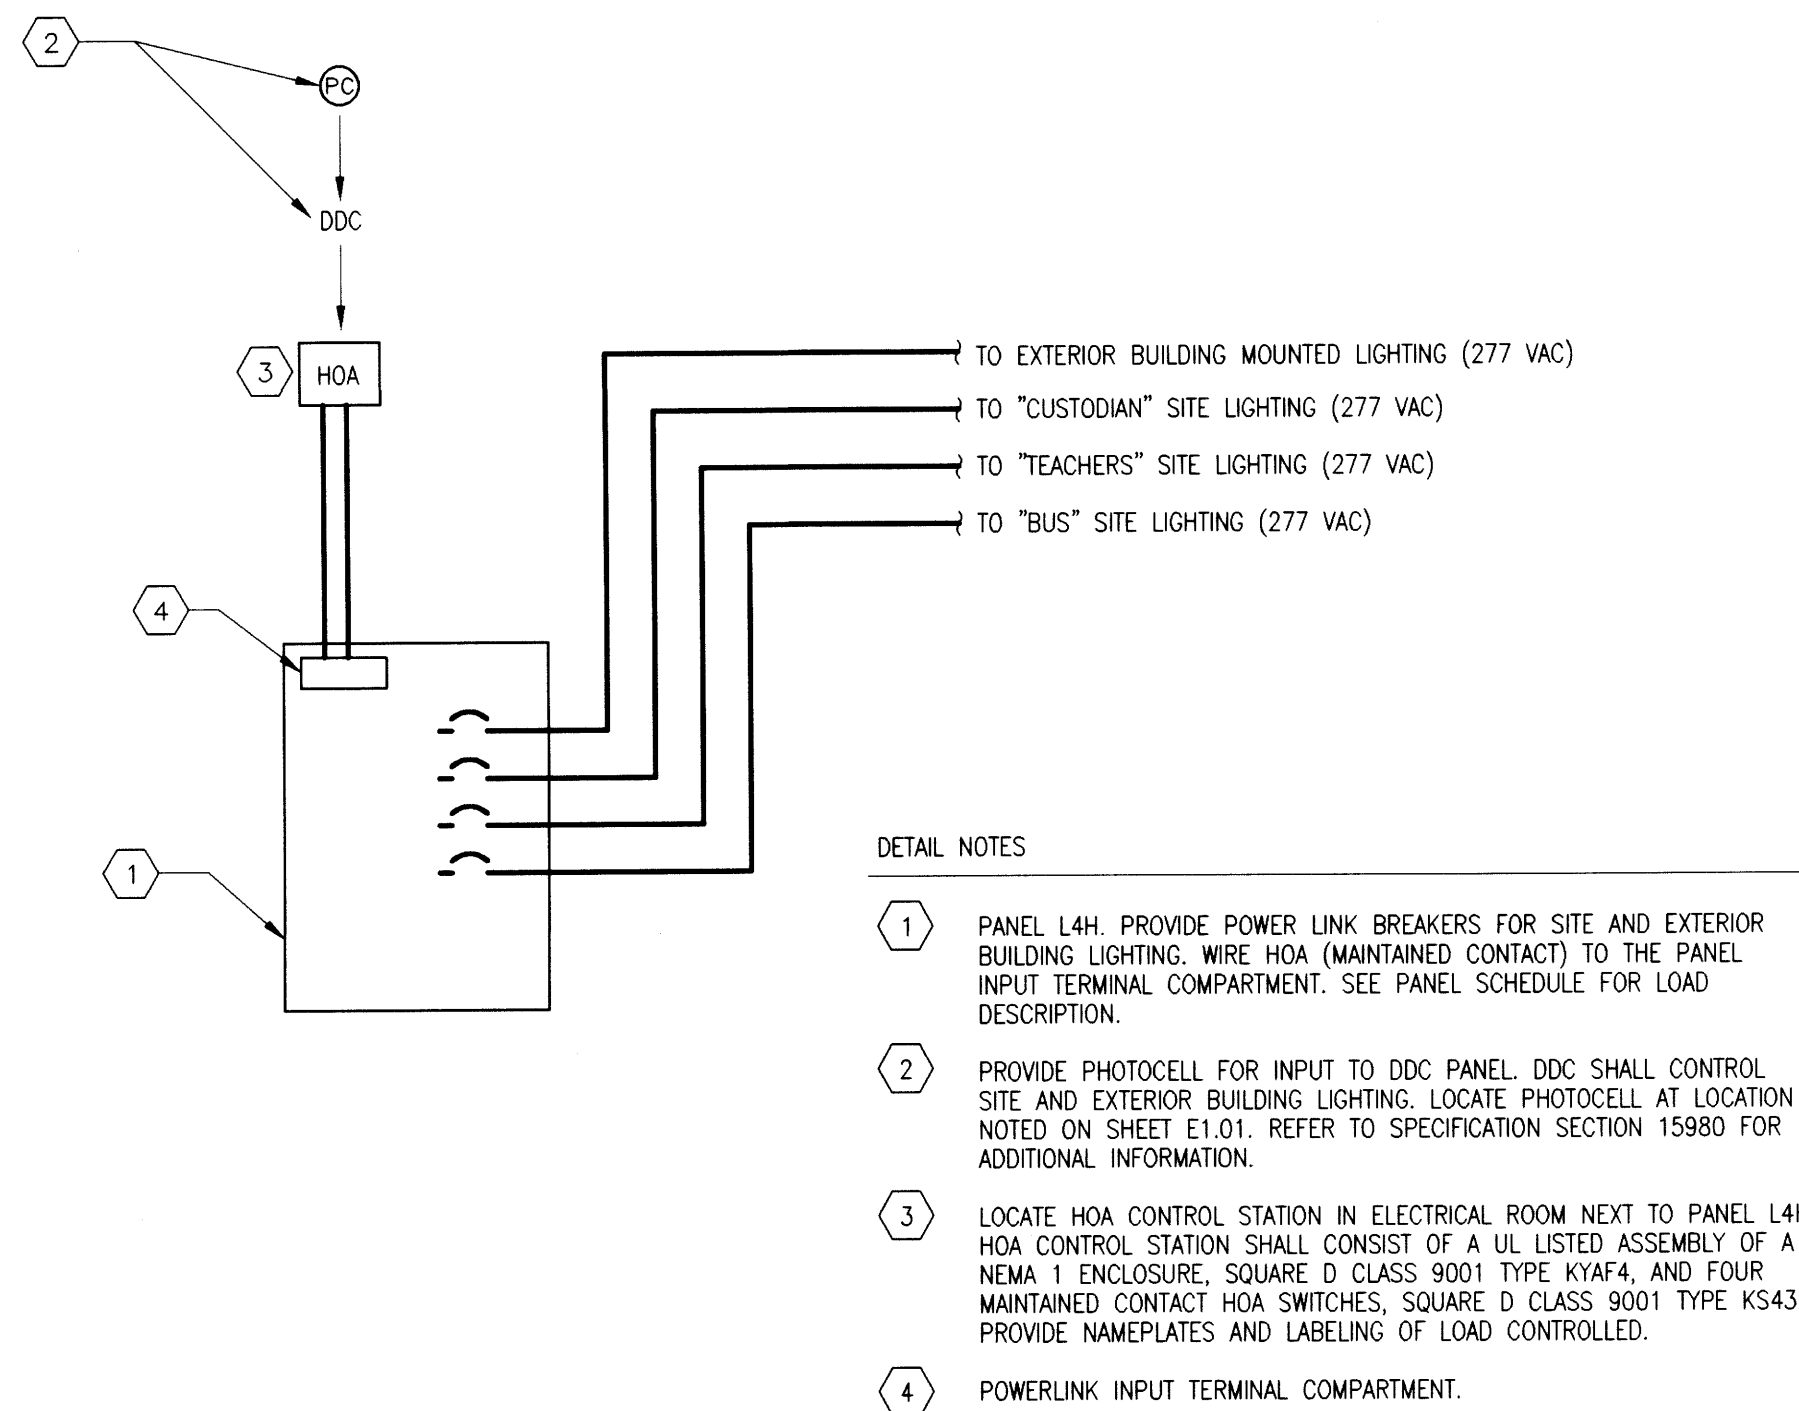 2
PC
DDC
3
HOA
TO EXTERIOR BUILDING MOUNTED LIGHTING (277 VAC)
TO "CUSTODIAN" SITE LIGHTING (277 VAC)
TO "TEACHERS" SITE LIGHTING (277 VAC)
TO "BUS" SITE LIGHTING (277 VAC)
4
1
DETAIL NOTES
1 PANEL L4H. PROVIDE POWER LINK BREAKERS FOR SITE AND EXTERIOR
BUILDING LIGHTING. WIRE HOA (MAINTAINED CONTACT) TO THE PANEL
INPUT TERMINAL COMPARTMENT. SEE PANEL SCHEDULE FOR LOAD
DESCRIPTION.
2 PROVIDE PHOTOCELL FOR INPUT TO DDC PANEL. DDC SHALL CONTROL
SITE AND EXTERIOR BUILDING LIGHTING. LOCATE PHOTOCELL AT LOCATION
NOTED ON SHEET E1.01. REFER TO SPECIFICATION SECTION 15980 FOR
ADDITIONAL INFORMATION.
3 LOCATE HOA CONTROL STATION IN ELECTRICAL ROOM NEXT TO PANEL
HOA CONTROL STATION SHALL CONSIST OF A UL LISTED ASSEMBLY OF A
NEMA 1 ENCLOSURE, SQUARE D CLASS 9001 TYPE KYAF4, AND FOUR
MAINTAINED CONTACT HOA SWITCHES, SQUARE D CLASS 9001 TYPE KS43
PROVIDE NAMEPLATES AND LABELING OF LOAD CONTROLLED.
4 POWERLINK INPUT TERMINAL COMPARTMENT.